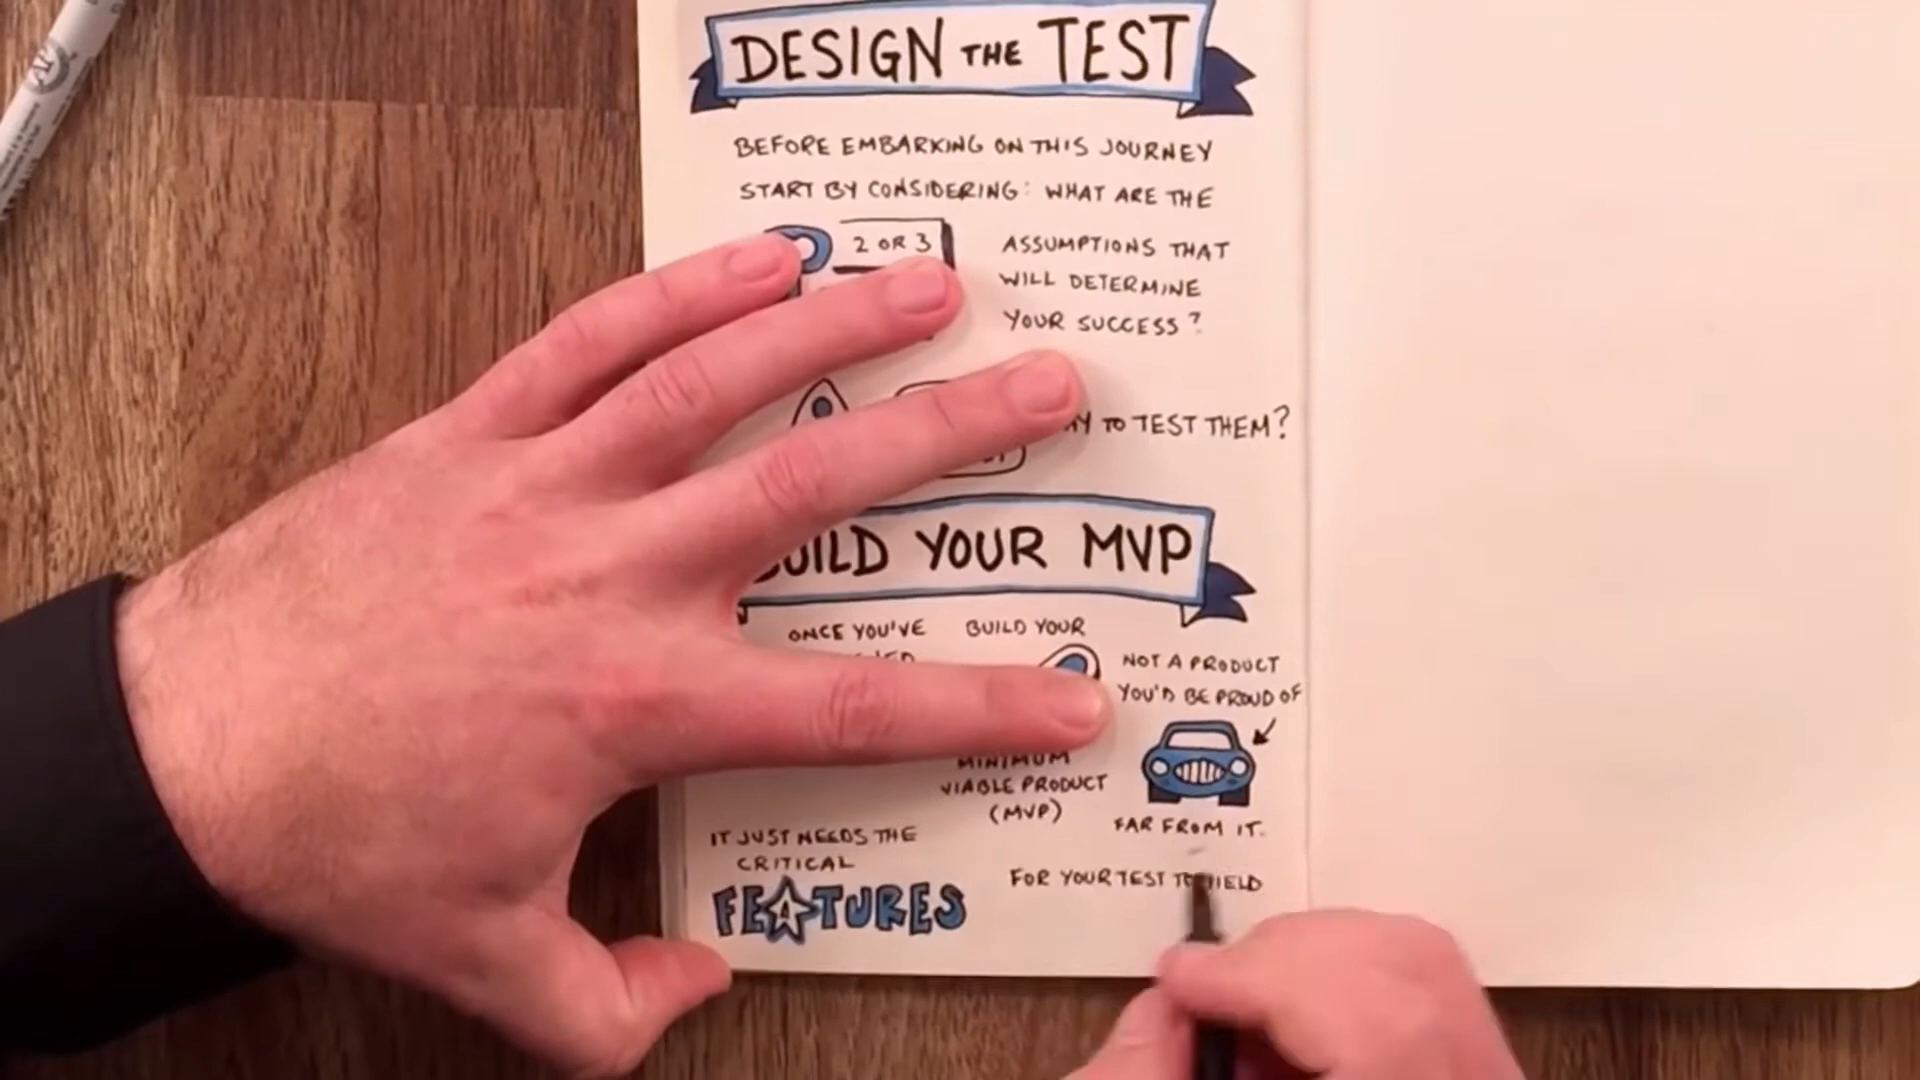 DESIGN THE TEST
BEFORE EMBARKING ON THIS JOURNEY
START BY CONSIDERING: WHAT ARE THE
2 OR 3
ASSUMPTIONS THAT
WILL DETERMINE
YOUR SUCCESS?
TO TEST THEM?
YOUR MVP
ONCE YOU'VE
BUILD YOUR
MINIMUM
VIABLE PRODUCT
(MVP)
NOT A PRODUCT
YOU'D BE PROUD OF
FAR FROM IT.
IT JUST NEEDS THE
CRITICAL
FEATURES
FOR YOUR TEST TO YIELD